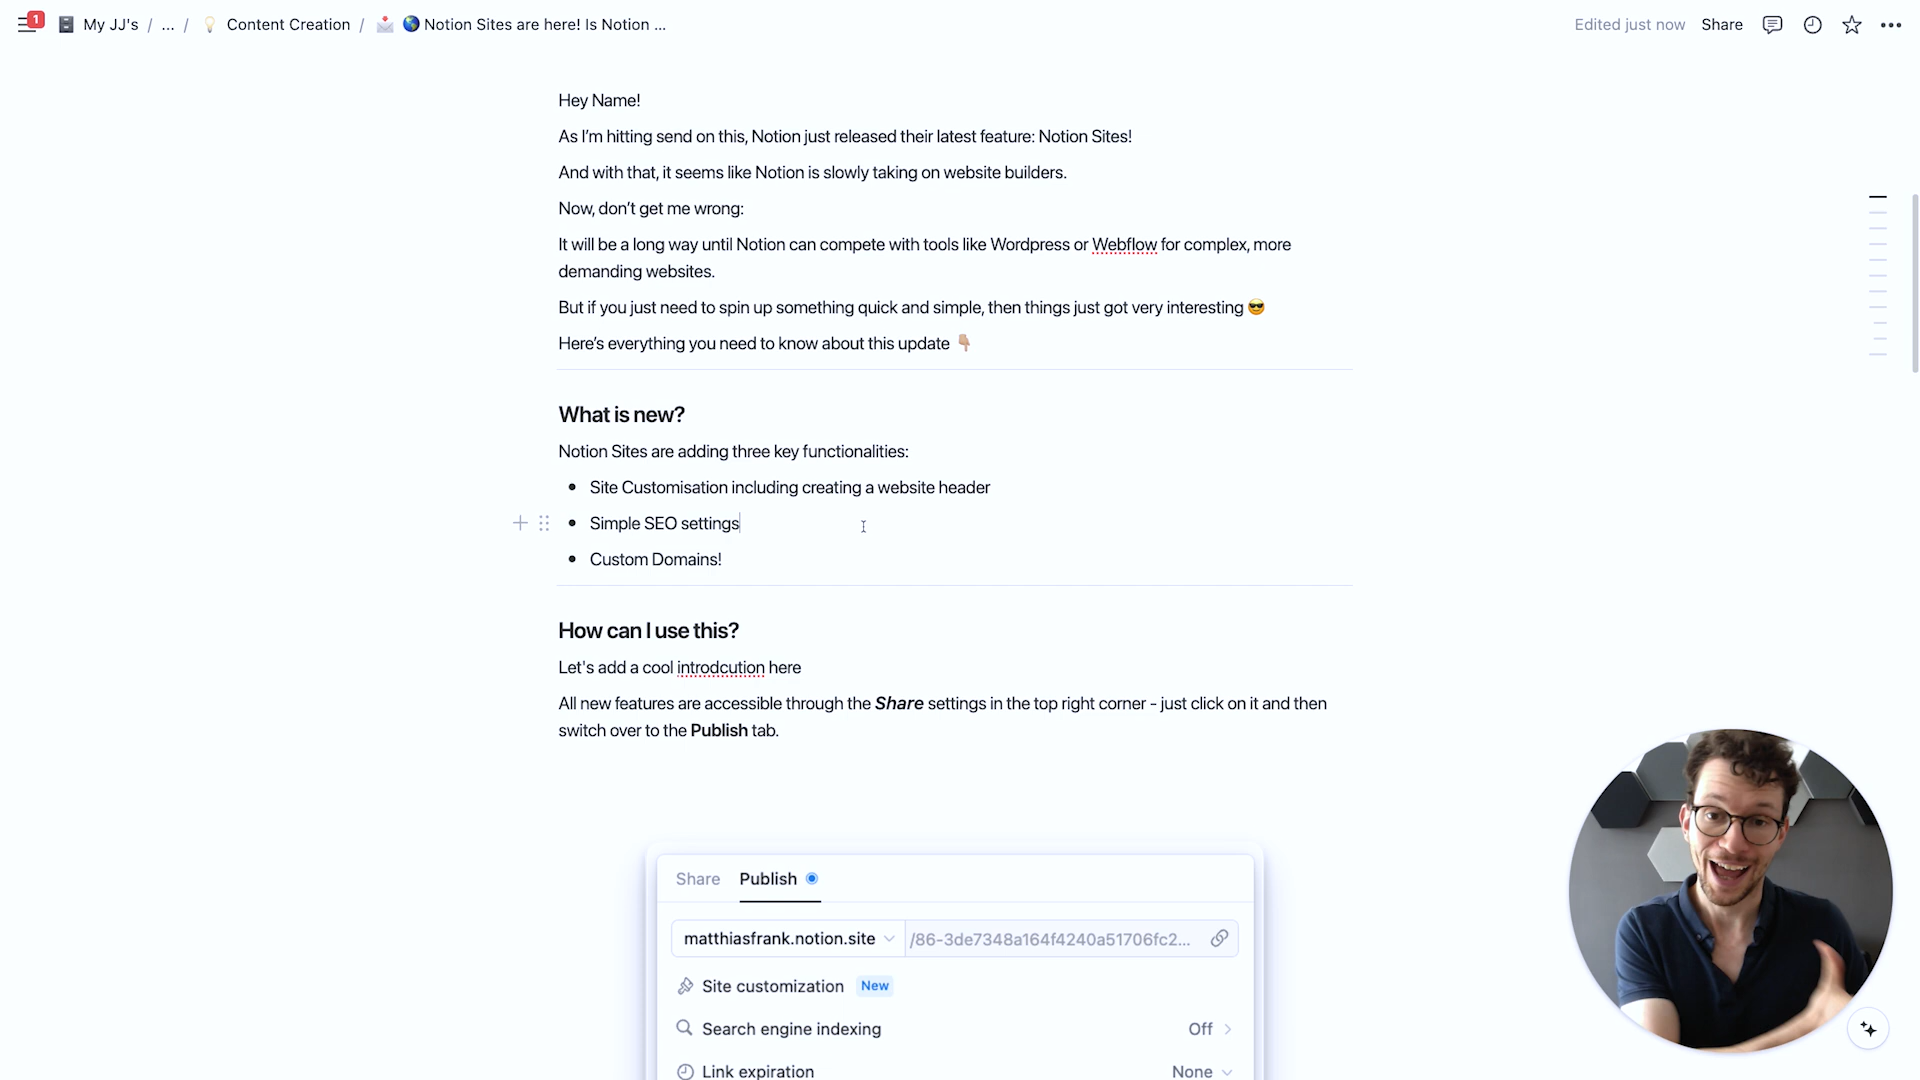 1 My JJ's / ... / Content Creation / Notion Sites are here! Is Notion ... Edited just now Share
Hey Name!
As I'm hitting send on this, Notion just released their latest feature: Notion Sites!
And with that, it seems like Notion is slowly taking on website builders.
Now, don't get me wrong:
It will be a long way until Notion can compete with tools like Wordpress or Webflow for complex, more
demanding websites.
But if you just need to spin up something quick and simple, then things just got very interesting 😎
Here's everything you need to know about this update 👇🏼
What is new?
Notion Sites are adding three key functionalities:
• Site Customisation including creating a website header
• Simple SEO settings
• Custom Domains!
How can I use this?
Let's add a cool introdcution here
All new features are accessible through the Share settings in the top right corner - just click on it and then
switch over to the Publish tab.
Share Publish
matthiasfrank.notion.site /86-3de7348a164f4240a51706fc2...
Site customization New
Search engine indexing Off
Link expiration None